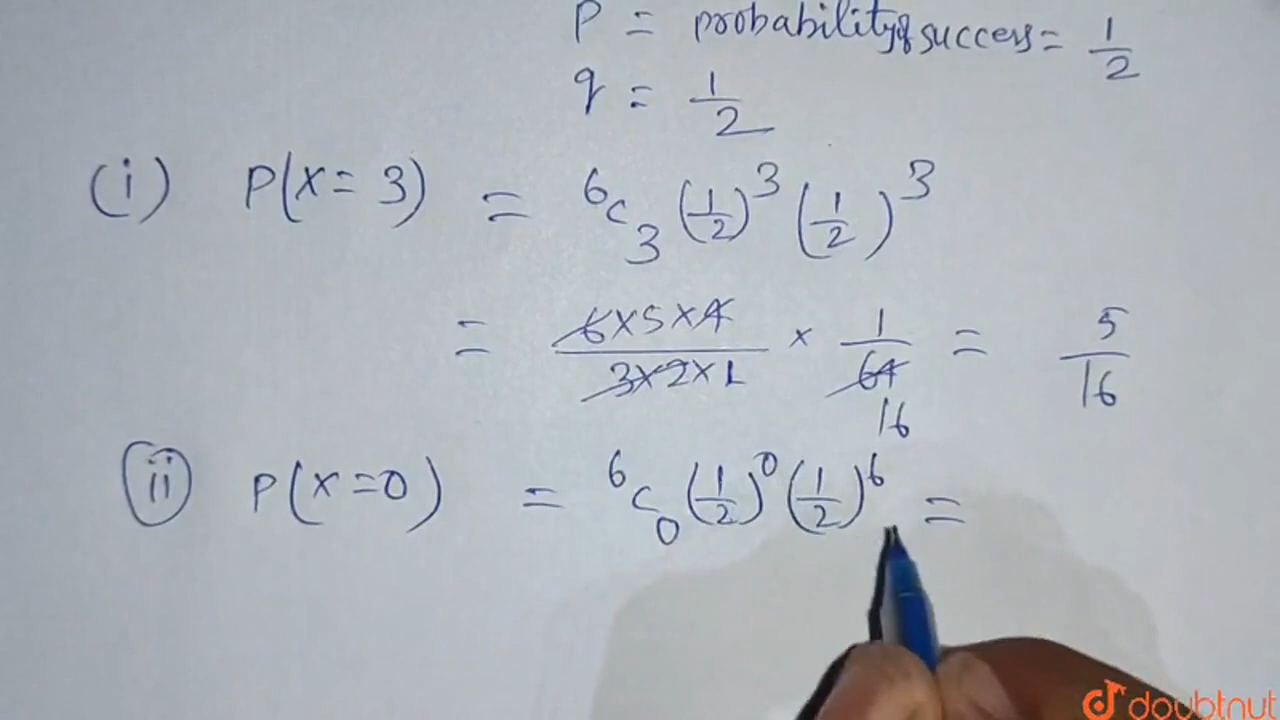 P = probability of success = 1/2
q = 1/2
(i) P(X = 3) = ⁶C₃ (1/2)³ (1/2)³
= 6×5×4/3×2×1 × 1/64 = 5/16
16
(ii) P(X=0) = ⁶C₀ (1/2)⁰ (1/2)⁶ =
doubtnut